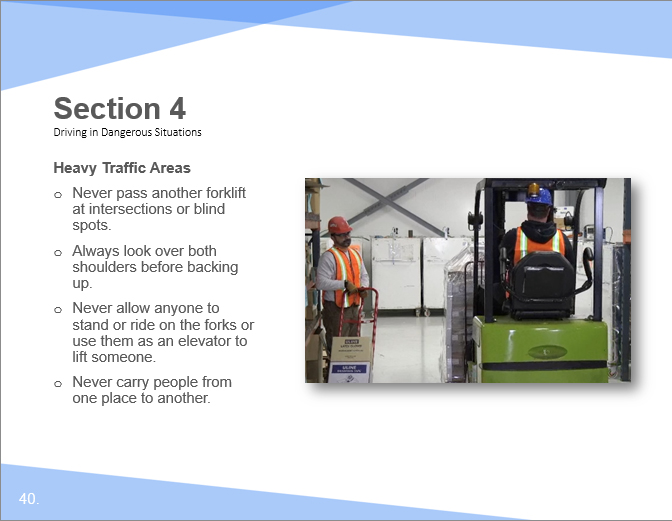 Section 4
Driving in Dangerous Situations
Heavy Traffic Areas
o Never pass another forklift
at intersections or blind
spots.
o Always look over both
shoulders before backing
up.
o Never allow anyone to
stand or ride on the forks or
use them as an elevator to
lift someone.
o Never carry people from
one place to another.
ULINE
40.